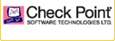 Check Point
SOFTWARE TECHNOLOGIES LTD.